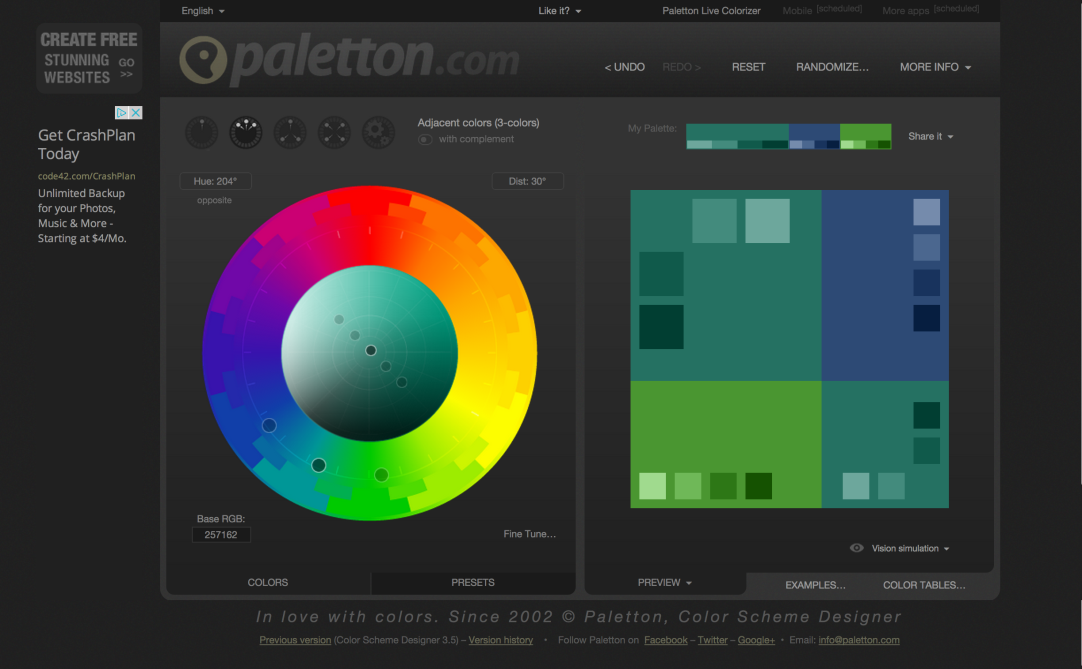 English
Like it?
Paletton Live Colorizer
Mobile [scheduled]
More apps [scheduled]
CREATE FREE
STUNNING
WEBSITES
GO
>>
paletton.com
< UNDO
REDO >
RESET
RANDOMIZE...
MORE INFO
Get CrashPlan
Today
code42.com/CrashPlan
Unlimited Backup
for your Photos,
Music & More -
Starting at $4/Mo.
Adjacent colors (3-colors)
with complement
My Palette:
Share it
Hue: 204°
opposite
Dist: 30°
Base RGB:
257162
Fine Tune...
Vision simulation
COLORS
PRESETS
PREVIEW
EXAMPLES...
COLOR TABLES...
In love with colors. Since 2002 © Paletton, Color Scheme Designer
Previous version (Color Scheme Designer 3.5) – Version history • Follow Paletton on Facebook – Twitter – Google+ • Email: info@paletton.com